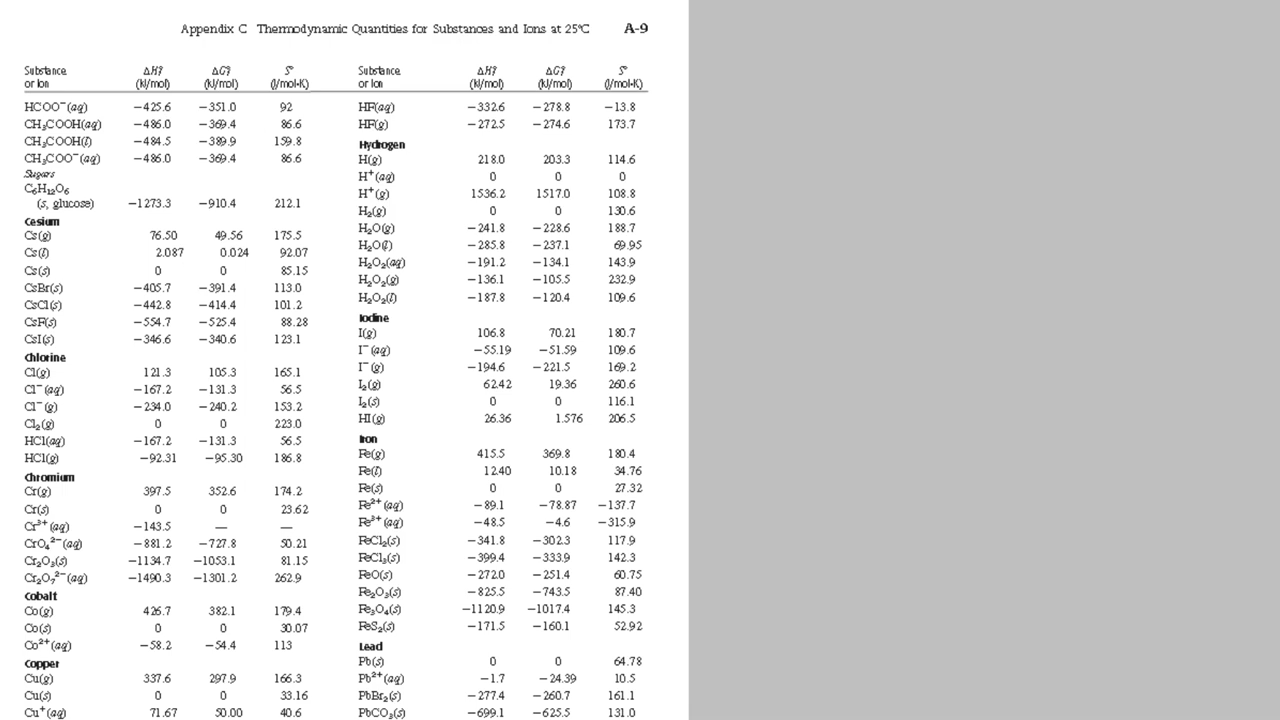 Appendix C Thermodynamic Quantities for Substances and Ions at 25°C A-9
Substance or Ion ΔH°f (kJ/mol) ΔG°f (kJ/mol) S° (J/mol·K)
HCOO⁻(aq) −425.6 −351.0 92
CH₃COOH(aq) −486.0 −369.4 86.6
CH₃COOH(l) −484.5 −389.9 159.8
CH₃COO⁻(aq) −486.0 −369.4 86.6
Sugars
C₆H₁₂O₆
(s, glucose) −1273.3 −910.4 212.1
Cesium
Cs(g) 76.50 49.56 175.5
Cs(l) 2.087 0.024 92.07
Cs(s) 0 0 85.15
CsBr(s) −405.7 −391.4 113.0
CsCl(s) −442.8 −414.4 101.2
CsF(s) −554.7 −525.4 88.28
CsI(s) −346.6 −340.6 123.1
Chlorine
Cl(g) 121.3 105.3 165.1
Cl⁻(aq) −167.2 −131.3 56.5
Cl⁻(g) −234.0 −240.2 153.2
Cl₂(g) 0 0 223.0
HCl(aq) −167.2 −131.3 56.5
HCl(g) −92.31 −95.30 186.8
Chromium
Cr(g) 397.5 352.6 174.2
Cr(s) 0 0 23.62
Cr³⁺(aq) −143.5 — —
CrO₄²⁻(aq) −881.2 −727.8 50.21
Cr₂O₃(s) −1134.7 −1053.1 81.15
Cr₂O₇²⁻(aq) −1490.3 −1301.2 262.9
Cobalt
Co(g) 426.7 382.1 179.4
Co(s) 0 0 30.07
Co²⁺(aq) −58.2 −54.4 113
Copper
Cu(g) 337.6 297.9 166.3
Cu(s) 0 0 33.16
Cu⁺(aq) 71.67 50.00 40.6
Substance or Ion ΔH°f (kJ/mol) ΔG°f (kJ/mol) S° (J/mol·K)
HF(aq) −332.6 −278.8 −13.8
HF(g) −272.5 −274.6 173.7
Hydrogen
H(g) 218.0 203.3 114.6
H⁺(aq) 0 0 0
H⁺(g) 1536.2 1517.0 108.8
H₂(g) 0 0 130.6
H₂O(g) −241.8 −228.6 188.7
H₂O(l) −285.8 −237.1 69.95
H₂O₂(aq) −191.2 −134.1 143.9
H₂O₂(g) −136.1 −105.5 232.9
H₂O₂(l) −187.8 −120.4 109.6
Iodine
I(g) 106.8 70.21 180.7
I⁻(aq) −55.19 −51.59 109.6
I⁻(g) −194.6 −221.5 169.2
I₂(g) 62.42 19.36 260.6
I₂(s) 0 0 116.1
HI(g) 26.36 1.576 206.5
Iron
Fe(g) 415.5 369.8 180.4
Fe(l) 12.40 10.18 34.76
Fe(s) 0 0 27.32
Fe²⁺(aq) −89.1 −78.87 −137.7
Fe³⁺(aq) −48.5 −4.6 −315.9
FeCl₂(s) −341.8 −302.3 117.9
FeCl₃(s) −399.4 −333.9 142.3
FeO(s) −272.0 −251.4 60.75
Fe₂O₃(s) −825.5 −743.5 87.40
Fe₃O₄(s) −1120.9 −1017.4 145.3
FeS₂(s) −171.5 −160.1 52.92
Lead
Pb(s) 0 0 64.78
Pb²⁺(aq) −1.7 −24.39 10.5
PbBr₂(s) −277.4 −260.7 161.1
PbCO₃(s) −699.1 −625.5 131.0